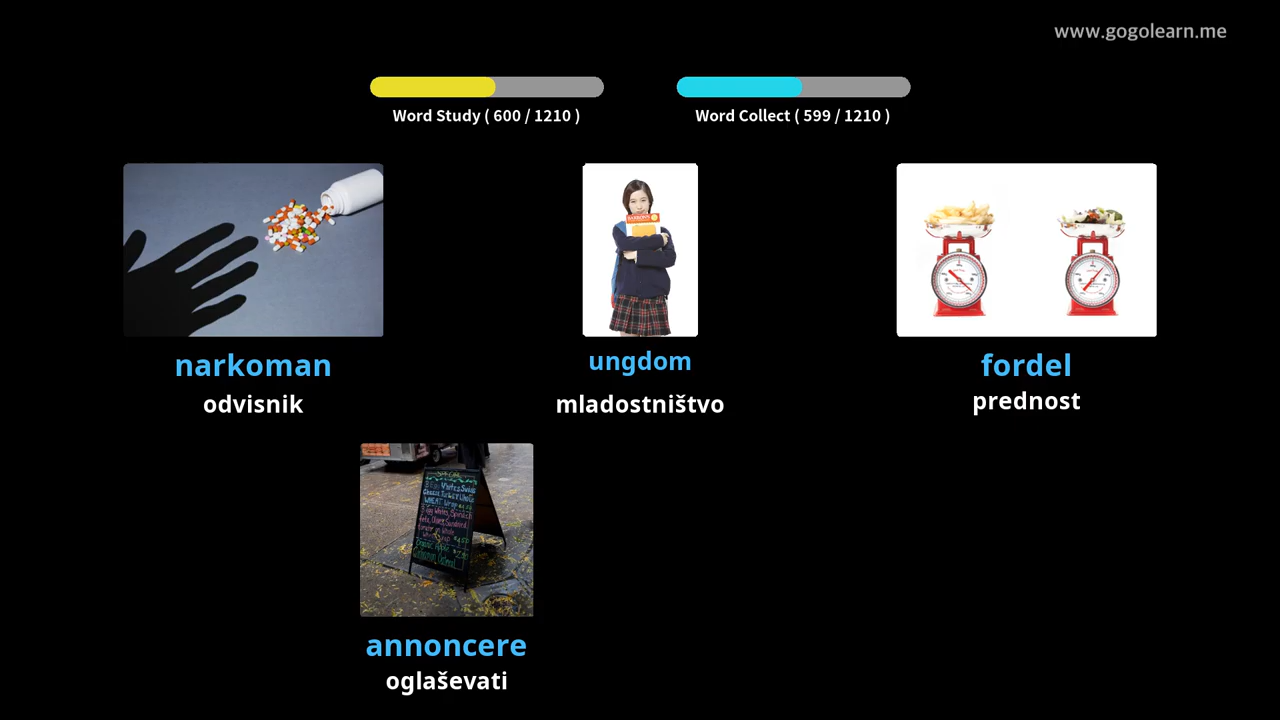 www.gogolearn.me
Word Study ( 600 / 1210 )
Word Collect ( 599 / 1210 )
BARRON'S
narkoman
ungdom
fordel
odvisnik
mladostništvo
prednost
annoncere
oglaševati